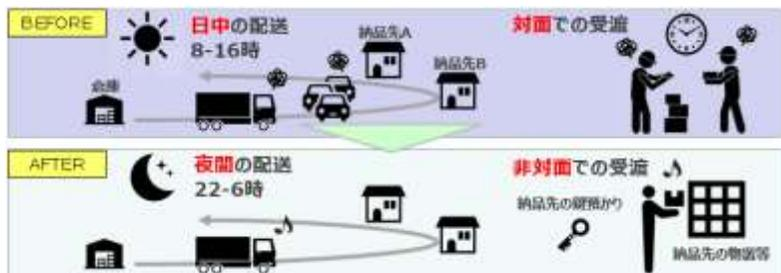 BEFORE
日中の配送
8-16時
倉庫
納品先A
納品先B
対面での受渡
AFTER
夜間の配送
22-6時
非対面での受渡
納品先の鍵預かり
納品先の物置等